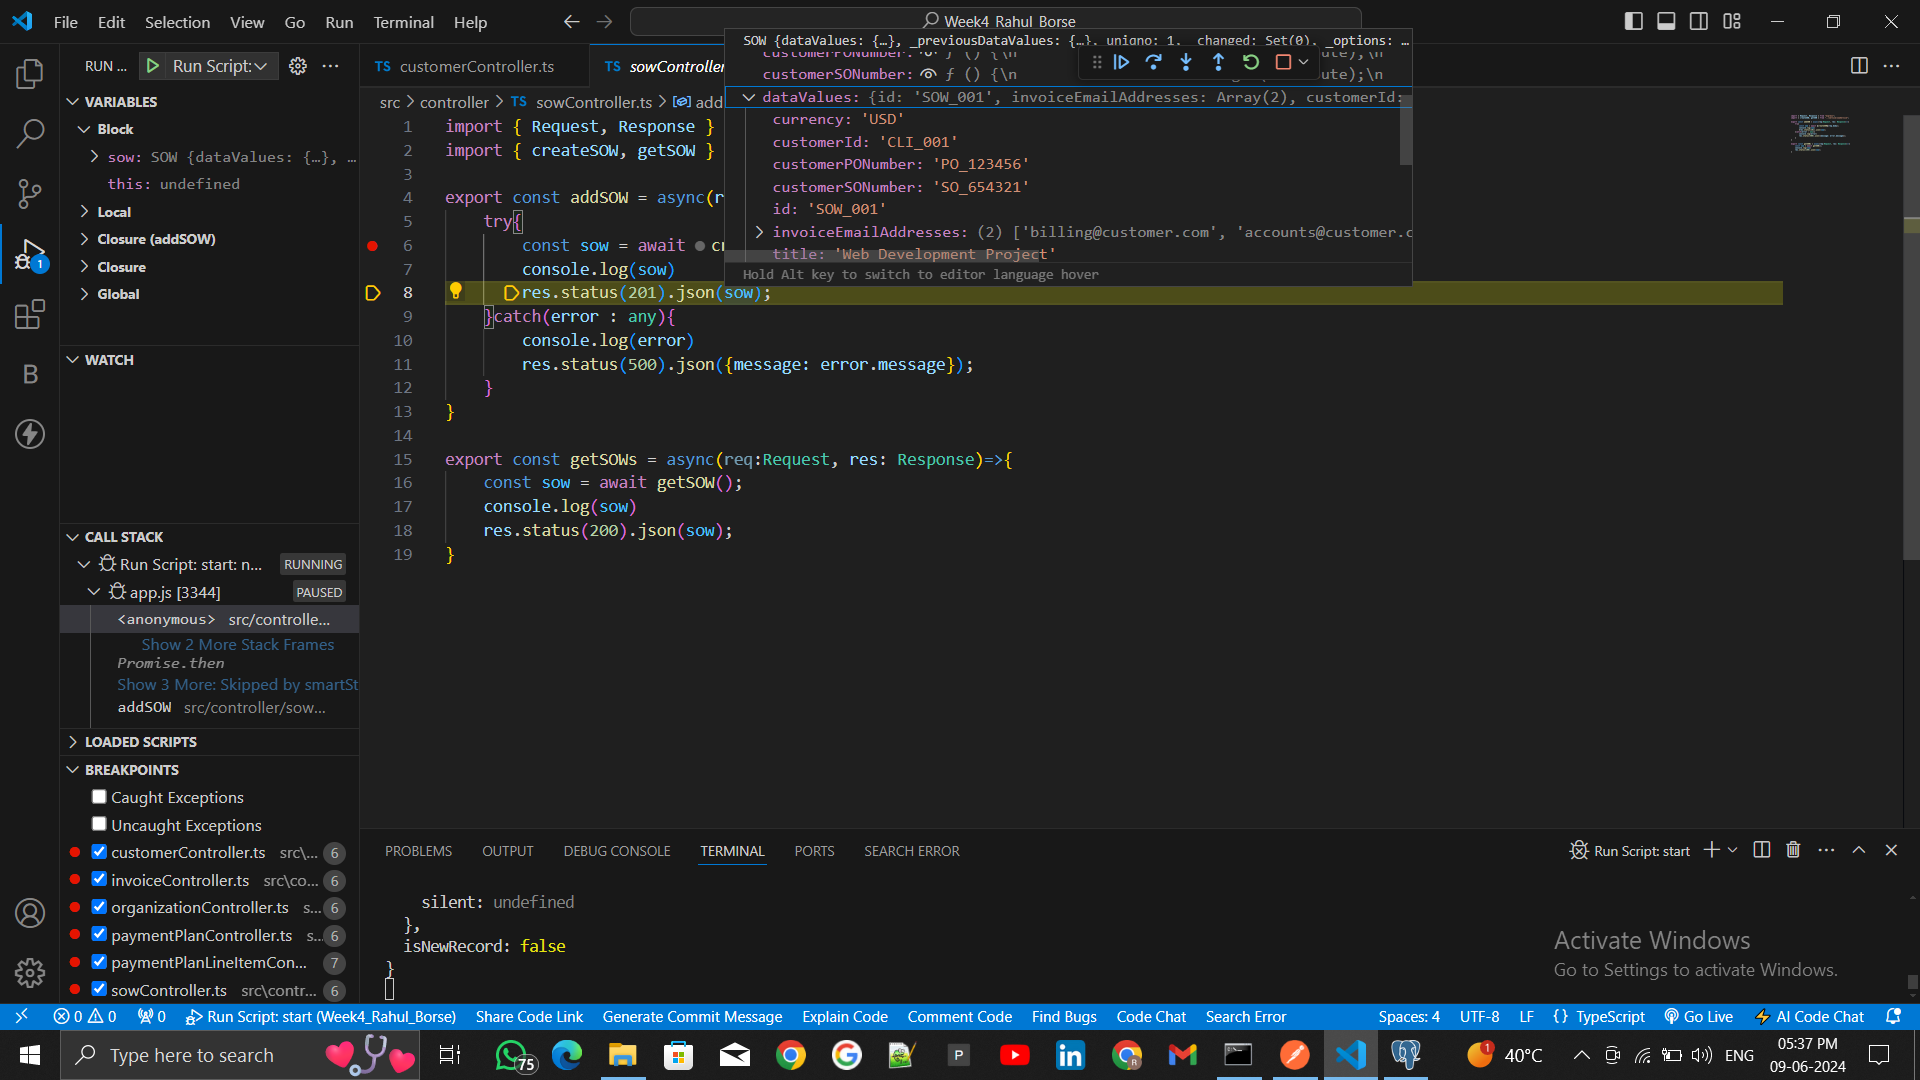 File Edit Selection View Go Run Terminal Help
Week4_Rahul_Borse
RUN ... Run Script:
customerController.ts
sowController
SOW {dataValues: {…}, _previousDataValues: {…}, uniqno: 1, _changed: Set(0), _options: …
customerSONumber: ƒ () {\n
ute);\n
dataValues: {id: 'SOW_001', invoiceEmailAddresses: Array(2), customerId:
currency: 'USD'
customerId: 'CLI_001'
customerPONumber: 'PO_123456'
customerSONumber: 'SO_654321'
id: 'SOW_001'
invoiceEmailAddresses: (2) ['billing@customer.com', 'accounts@customer.c
title: 'Web Development Project'
Hold Alt key to switch to editor language hover
src > controller > TS sowController.ts > add
1 import { Request, Response }
2 import { createSOW, getSOW }
3
4 export const addSOW = async(r
5 try{
6 const sow = await cr
7 console.log(sow)
8 res.status(201).json(sow);
9 }catch(error : any){
10 console.log(error)
11 res.status(500).json({message: error.message});
12 }
13 }
14
15 export const getSOWs = async(req:Request, res: Response)=>{
16 const sow = await getSOW();
17 console.log(sow)
18 res.status(200).json(sow);
19 }
VARIABLES
Block
sow: SOW {dataValues: {…}, …
this: undefined
Local
Closure (addSOW)
Closure
Global
WATCH
CALL STACK
Run Script: start: n... RUNNING
app.js [3344] PAUSED
<anonymous> src/controlle...
Show 2 More Stack Frames
Promise.then
Show 3 More: Skipped by smartSt
addSOW src/controller/sow...
LOADED SCRIPTS
BREAKPOINTS
Caught Exceptions
Uncaught Exceptions
customerController.ts src\... 6
invoiceController.ts src\co... 6
organizationController.ts s... 6
paymentPlanController.ts s... 6
paymentPlanLineItemCon... 7
sowController.ts src\contr... 6
PROBLEMS OUTPUT DEBUG CONSOLE TERMINAL PORTS SEARCH ERROR
Run Script: start
silent: undefined
},
isNewRecord: false
}
Activate Windows
Go to Settings to activate Windows.
0 0 0 Run Script: start (Week4_Rahul_Borse) Share Code Link Generate Commit Message Explain Code Comment Code Find Bugs Code Chat Search Error Spaces: 4 UTF-8 LF {} TypeScript Go Live AI Code Chat
Type here to search
75
1 40°C ENG
05:37 PM
09-06-2024